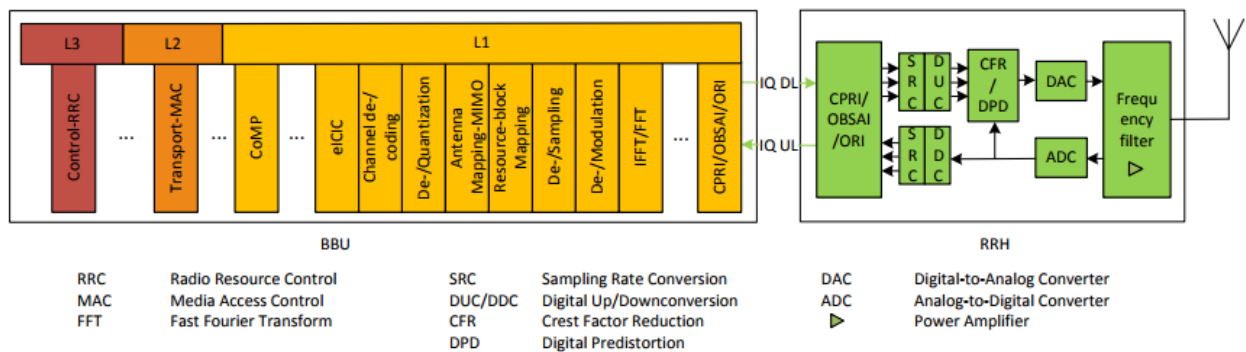 L3
L2
L1
Control-RRC
...
Transport-MAC
...
CoMP
...
eICIC
Channel de-/
coding
De-/Quantization
Antenna
Mapping-MIMO
Resource-block
Mapping
De-/Sampling
De-/Modulation
IFFT/FFT
...
CPRI/OBSAI/ORI
IQ DL
IQ UL
CPRI/
OBSAI
/ORI
SRC
DUC
CFR
/
DPD
DAC
SRC
DDC
ADC
Frequ
ency
filter
BBU
RRH
RRC Radio Resource Control
MAC Media Access Control
FFT Fast Fourier Transform
SRC Sampling Rate Conversion
DUC/DDC Digital Up/Downconversion
CFR Crest Factor Reduction
DPD Digital Predistortion
DAC Digital-to-Analog Converter
ADC Analog-to-Digital Converter
Power Amplifier